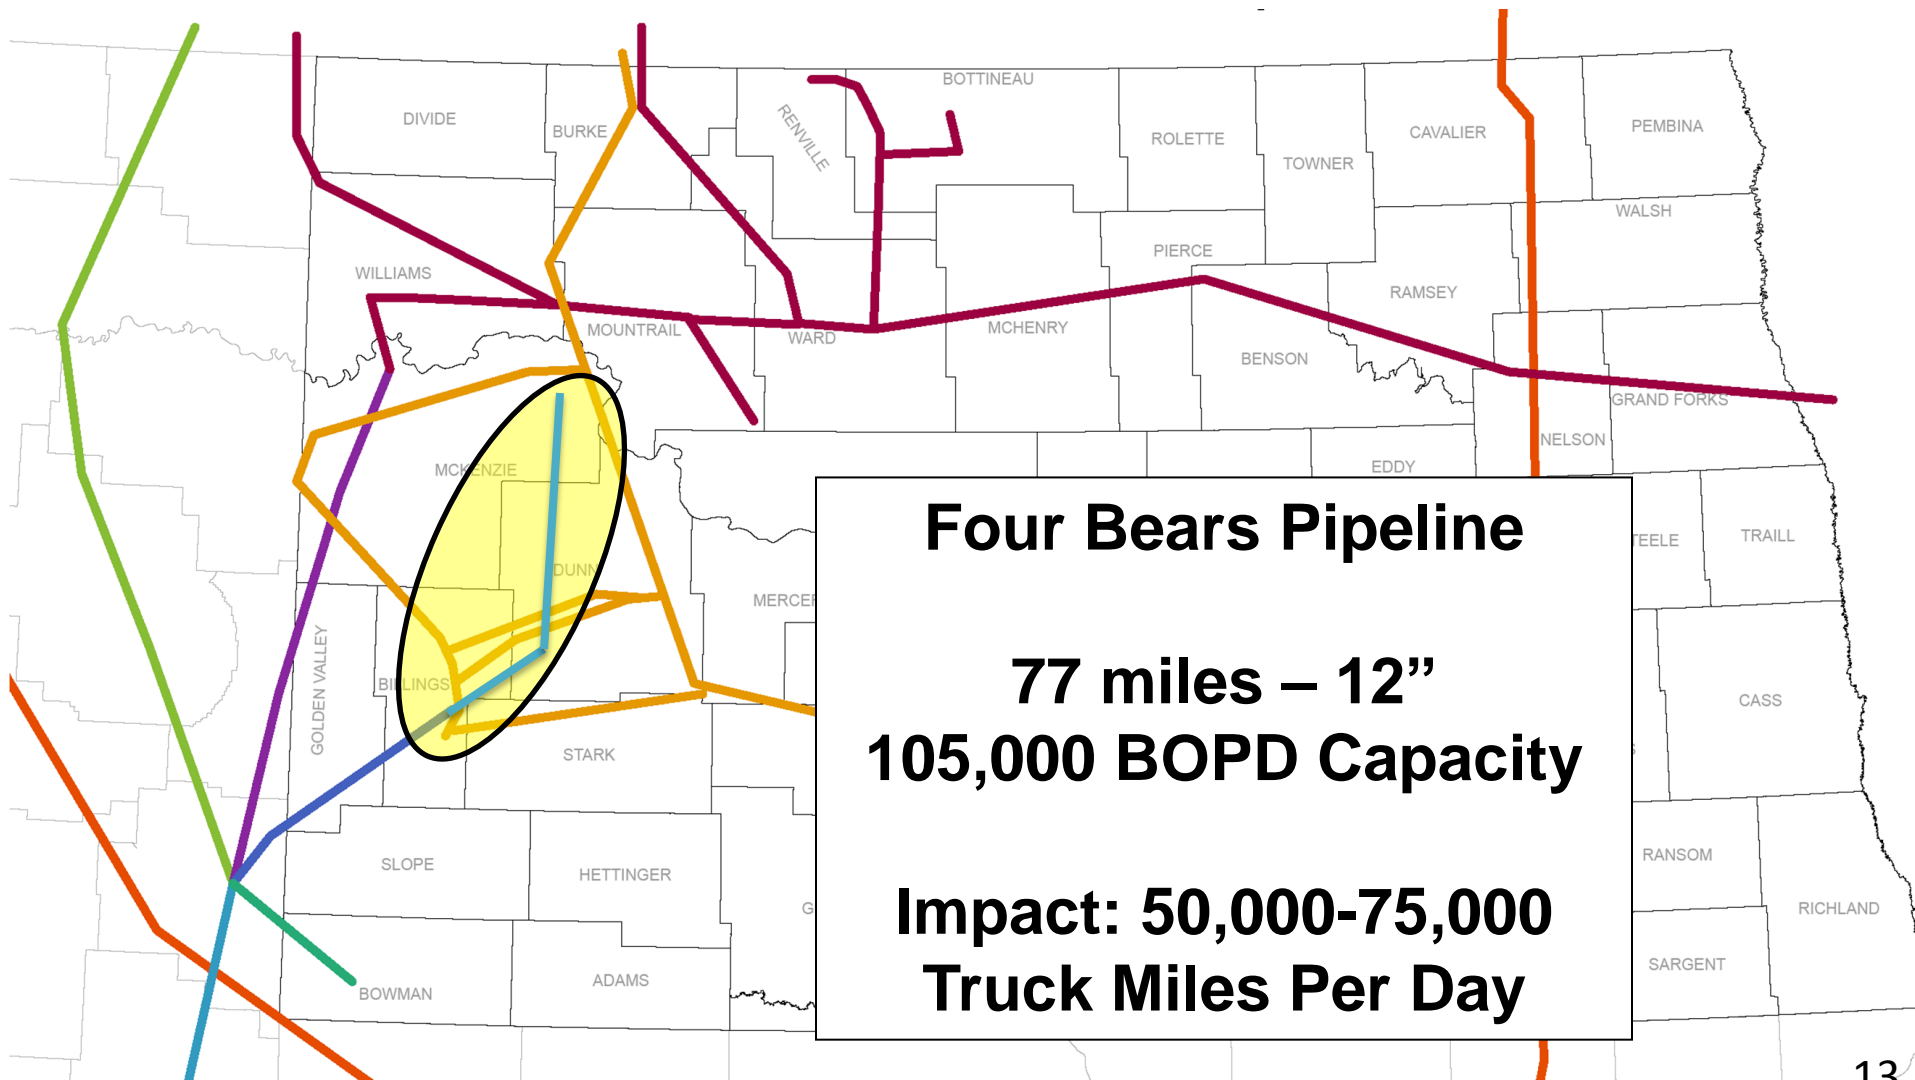 BOTTINEAU
DIVIDE
BURKE
RENVILLE
ROLETTE
TOWNER
CAVALIER
PEMBINA
WALSH
WILLIAMS
PIERCE
RAMSEY
MOUNTRAIL
WARD
MCHENRY
BENSON
GRAND FORKS
NELSON
MCKENZIE
EDDY
Four Bears Pipeline
77 miles – 12”
105,000 BOPD Capacity
Impact: 50,000-75,000
Truck Miles Per Day
TEELE
TRAILL
DUNN
MERCER
GOLDEN VALLEY
BILLINGS
CASS
STARK
SLOPE
HETTINGER
G
S
RANSOM
RICHLAND
BOWMAN
ADAMS
SARGENT
13